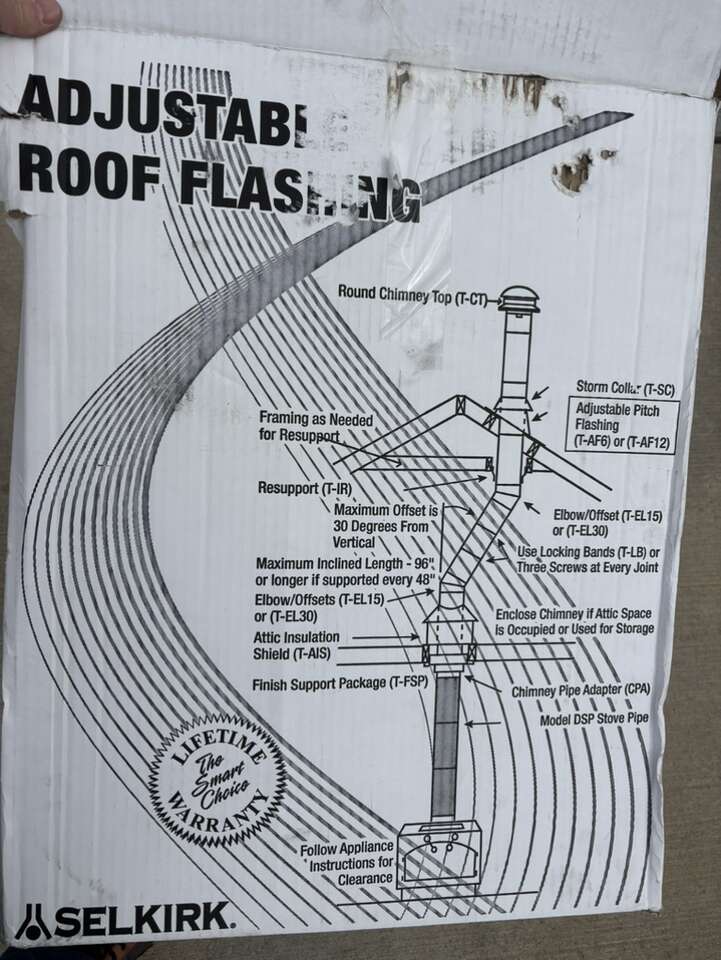 ADJUSTABL
ROOF FLASHING
Round Chimney Top (T-CT)
Storm Collar (T-SC)
Adjustable Pitch
Flashing
(T-AF6) or (T-AF12)
Framing as Needed
for Resupport
Resupport (T-IR)
Maximum Offset is
30 Degrees From
Vertical
Elbow/Offset (T-EL15)
or (T-EL30)
Use Locking Bands (T-LB) or
Three Screws at Every Joint
Maximum Inclined Length - 96"
or longer if supported every 48"
Elbow/Offsets (T-EL15)
or (T-EL30)
Enclose Chimney if Attic Space
is Occupied or Used for Storage
Attic Insulation
Shield (T-AIS)
Finish Support Package (T-FSP)
Chimney Pipe Adapter (CPA)
Model DSP Stove Pipe
LIFETIME
The
Smart
Choice
WARRANTY
Follow Appliance
Instructions for
Clearance
SELKIRK.